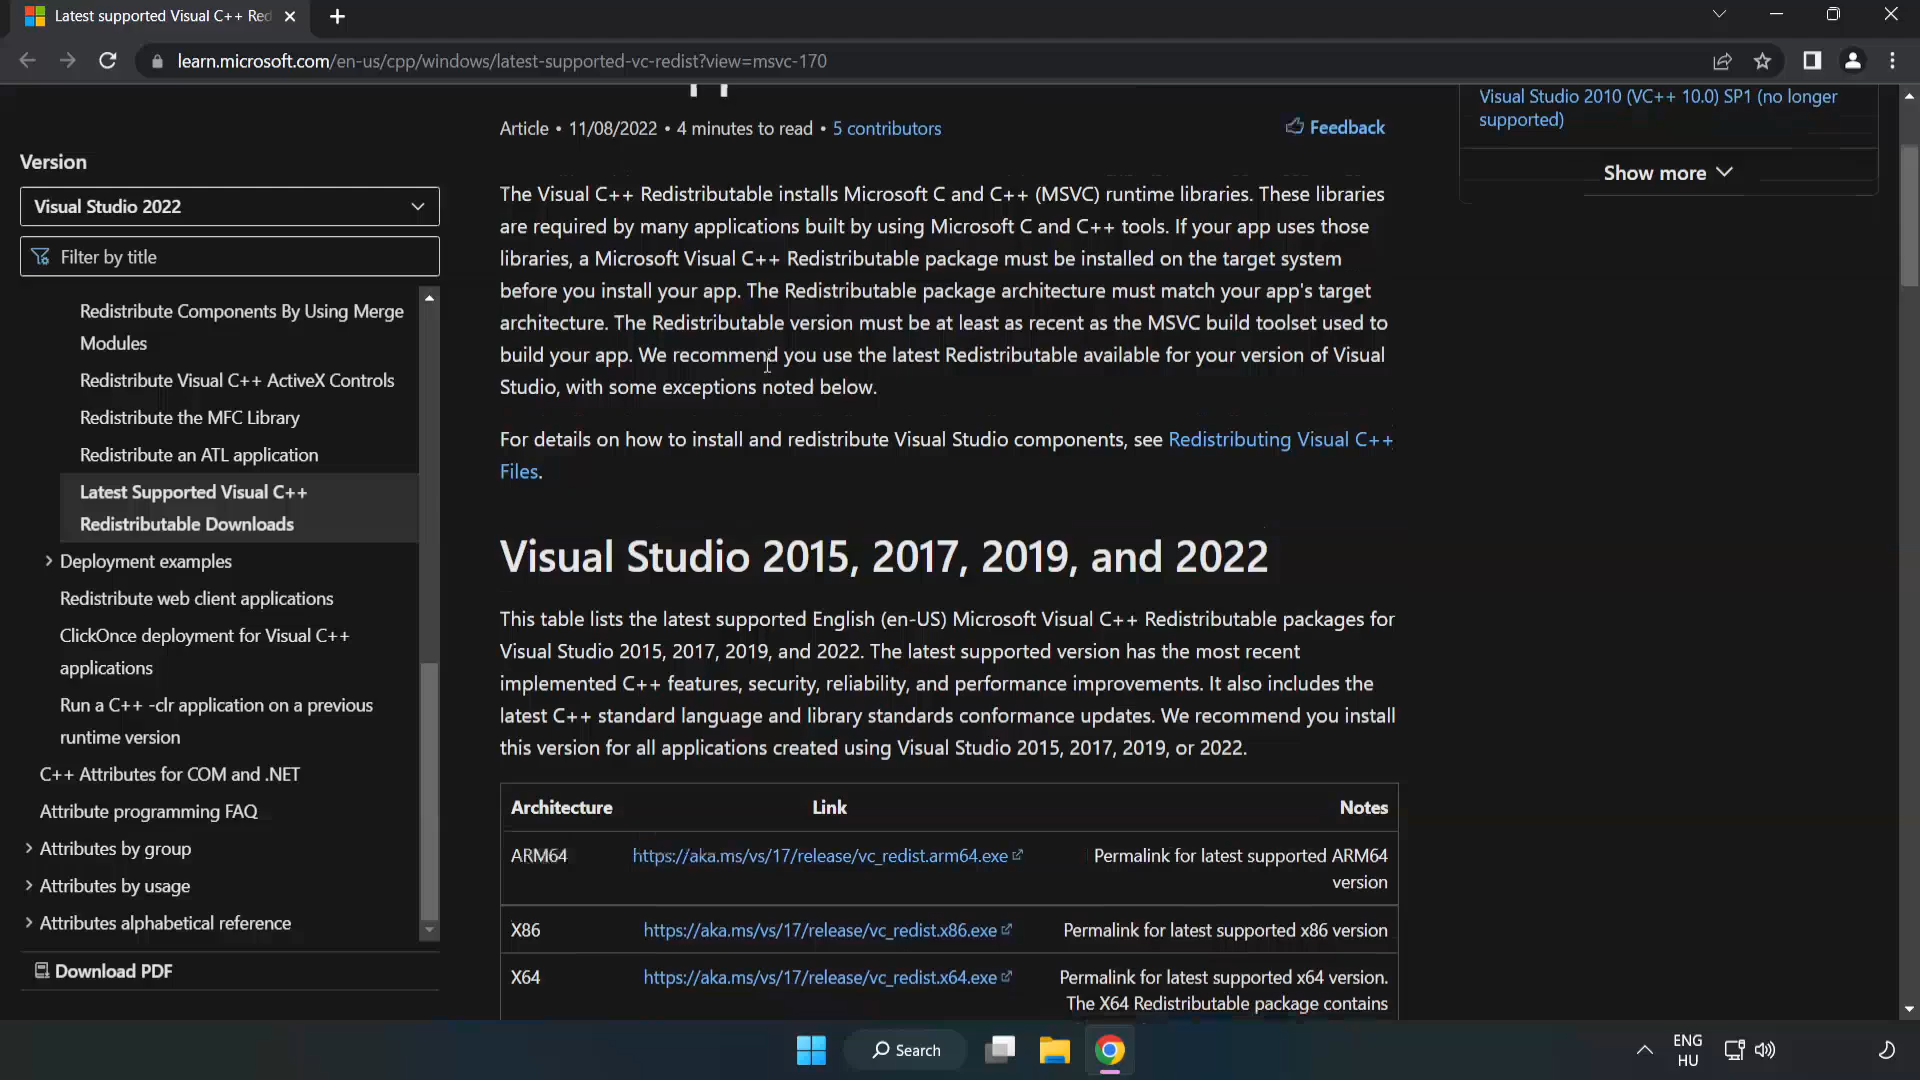 Latest supported Visual C++ Red
learn.microsoft.com/en-us/cpp/windows/latest-supported-vc-redist?view=msvc-170
Version
Visual Studio 2022
Filter by title
Redistribute Components By Using Merge
Modules
Redistribute Visual C++ ActiveX Controls
Redistribute the MFC Library
Redistribute an ATL application
Latest Supported Visual C++
Redistributable Downloads
Deployment examples
Redistribute web client applications
ClickOnce deployment for Visual C++
applications
Run a C++ -clr application on a previous
runtime version
C++ Attributes for COM and .NET
Attribute programming FAQ
Attributes by group
Attributes by usage
Attributes alphabetical reference
Download PDF
Article • 11/08/2022 • 4 minutes to read • 5 contributors
Feedback
The Visual C++ Redistributable installs Microsoft C and C++ (MSVC) runtime libraries. These libraries
are required by many applications built by using Microsoft C and C++ tools. If your app uses those
libraries, a Microsoft Visual C++ Redistributable package must be installed on the target system
before you install your app. The Redistributable package architecture must match your app's target
architecture. The Redistributable version must be at least as recent as the MSVC build toolset used to
build your app. We recommend you use the latest Redistributable available for your version of Visual
Studio, with some exceptions noted below.
For details on how to install and redistribute Visual Studio components, see Redistributing Visual C++
Files.
Visual Studio 2015, 2017, 2019, and 2022
This table lists the latest supported English (en-US) Microsoft Visual C++ Redistributable packages for
Visual Studio 2015, 2017, 2019, and 2022. The latest supported version has the most recent
implemented C++ features, security, reliability, and performance improvements. It also includes the
latest C++ standard language and library standards conformance updates. We recommend you install
this version for all applications created using Visual Studio 2015, 2017, 2019, or 2022.
Architecture Link Notes
ARM64 https://aka.ms/vs/17/release/vc_redist.arm64.exe Permalink for latest supported ARM64
version
X86 https://aka.ms/vs/17/release/vc_redist.x86.exe Permalink for latest supported x86 version
X64 https://aka.ms/vs/17/release/vc_redist.x64.exe Permalink for latest supported x64 version.
The X64 Redistributable package contains
Visual Studio 2010 (VC++ 10.0) SP1 (no longer
supported)
Show more
Search
ENG
HU